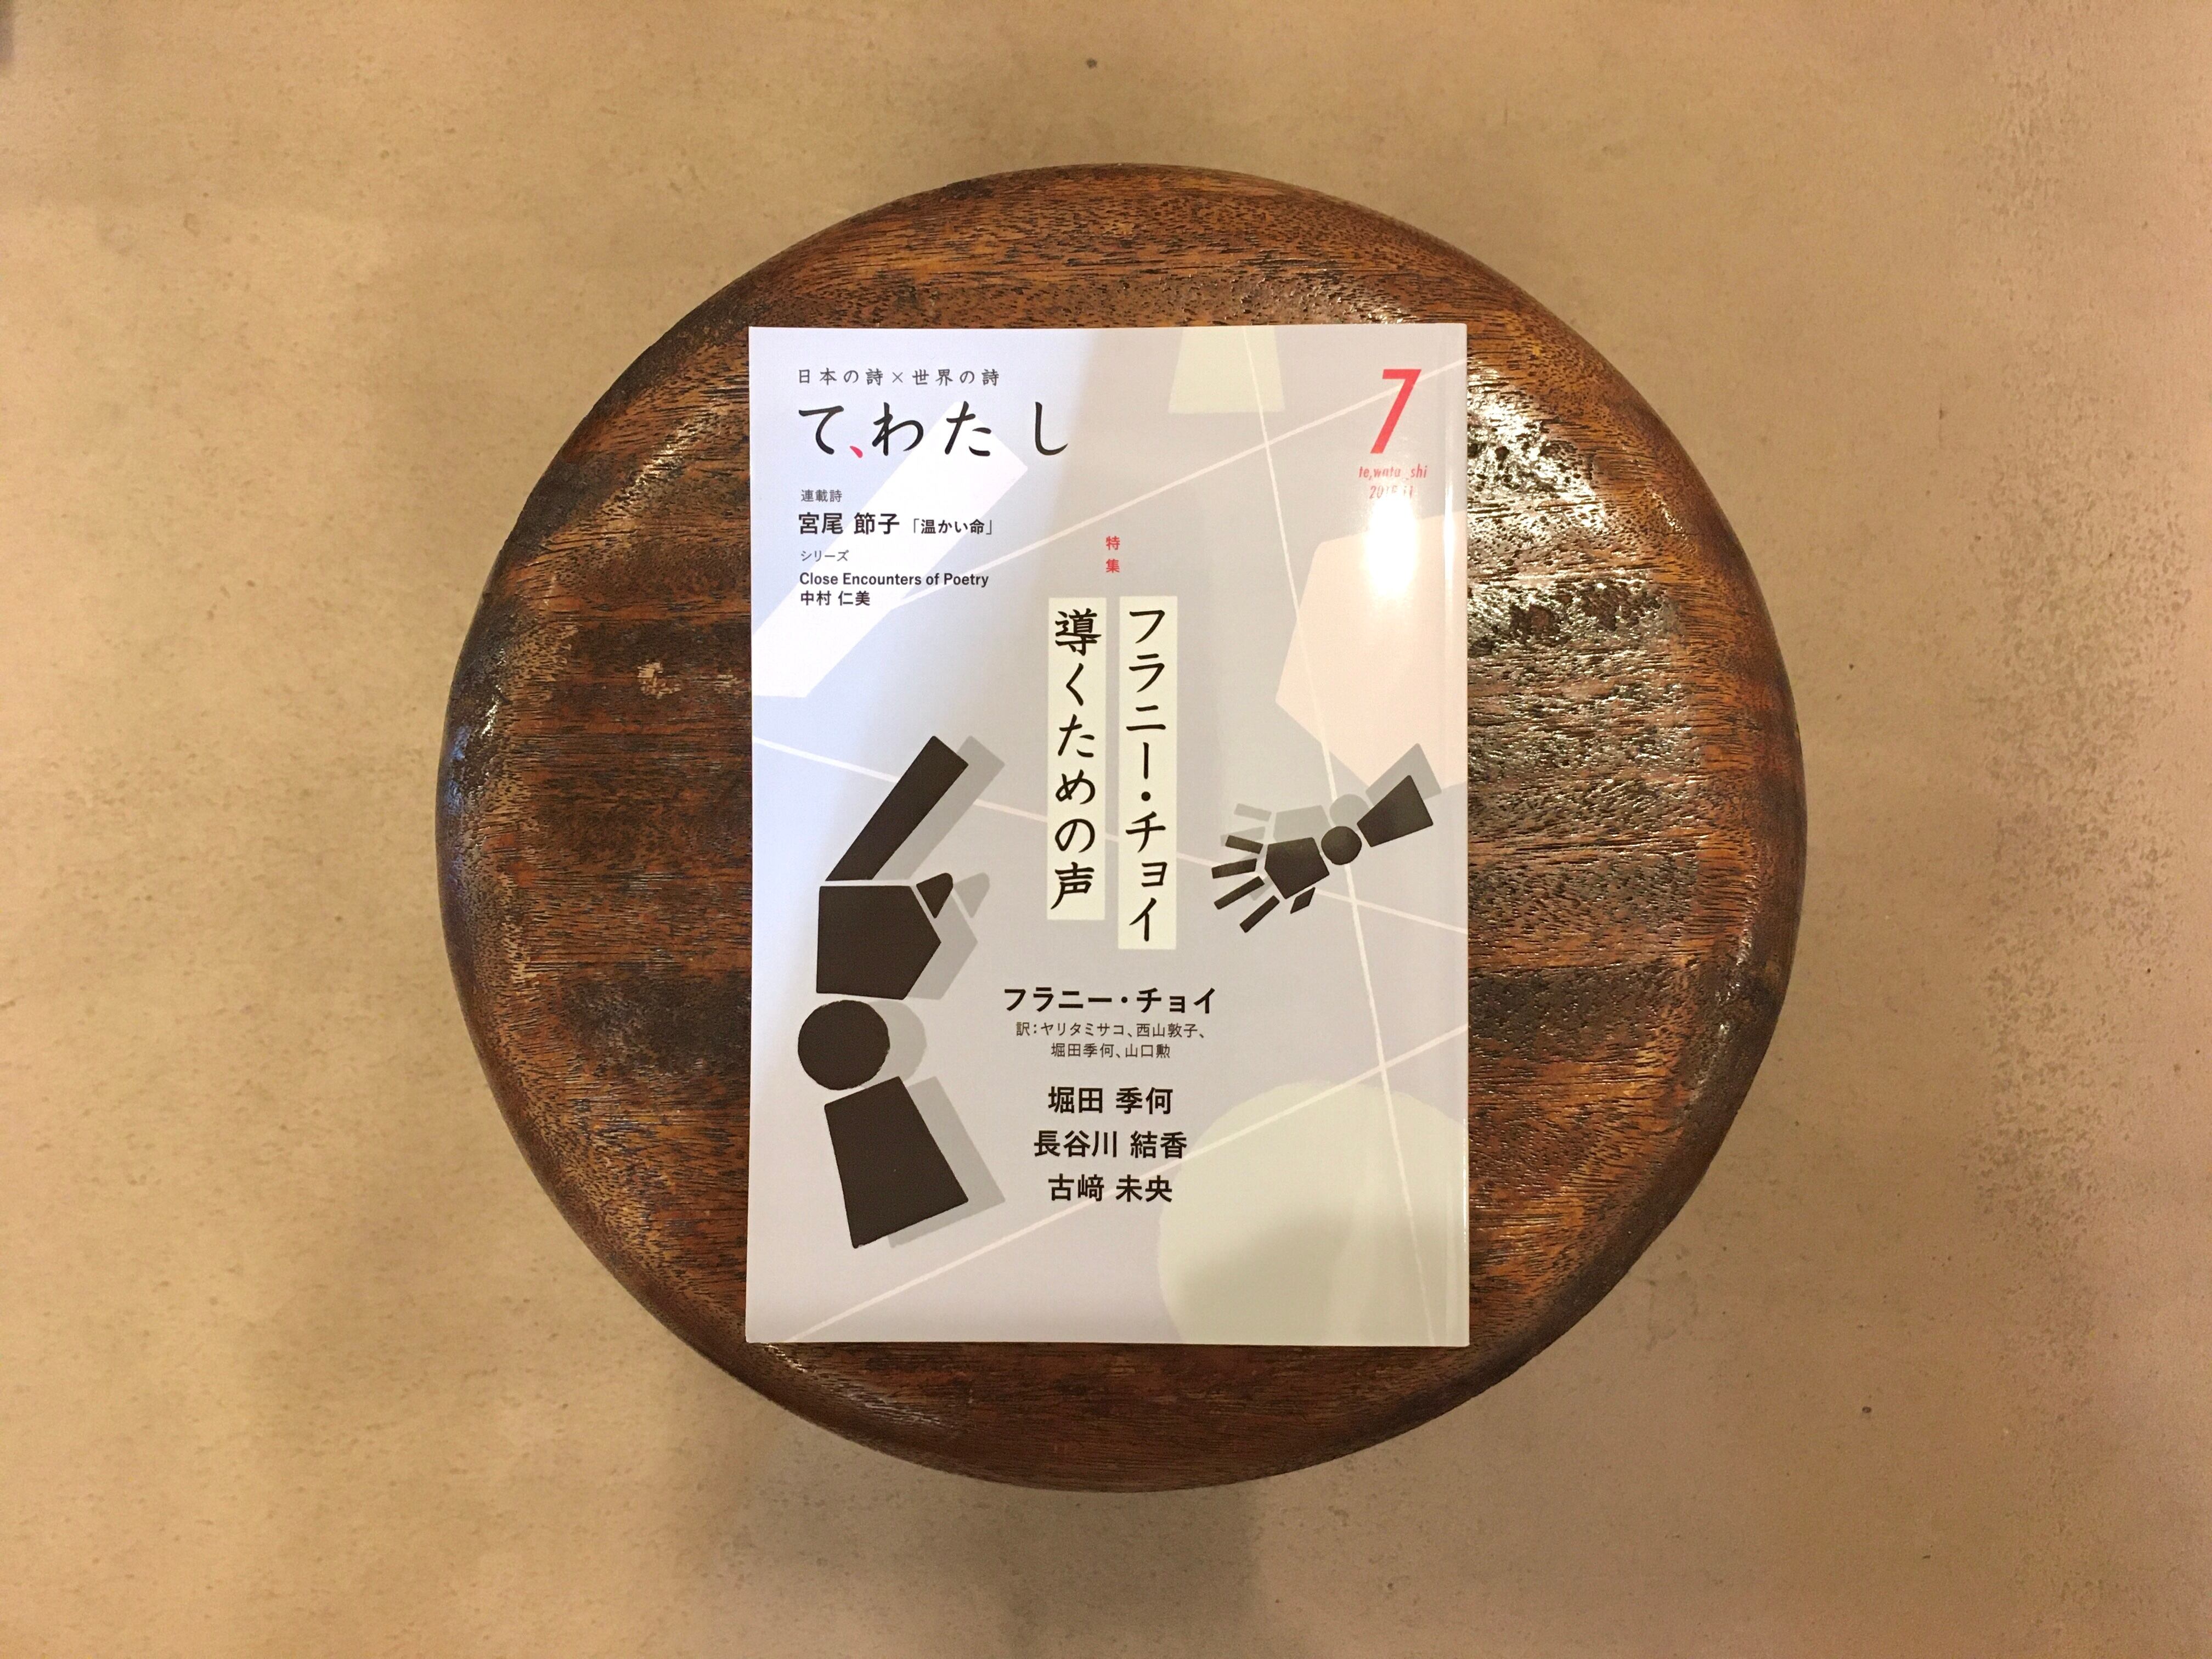 日本の詩×世界の詩
て、わたし
7
te,wata_shi
連載詩
宮尾 節子「温かい命」
シリーズ
Close Encounters of Poetry
中村 仁美
特集
フラニー・チョイ
導くための声
フラニー・チョイ
訳：ヤリタミサコ、西山敦子、
堀田季何、山口勲
堀田 季何
長谷川 結香
古﨑 未央